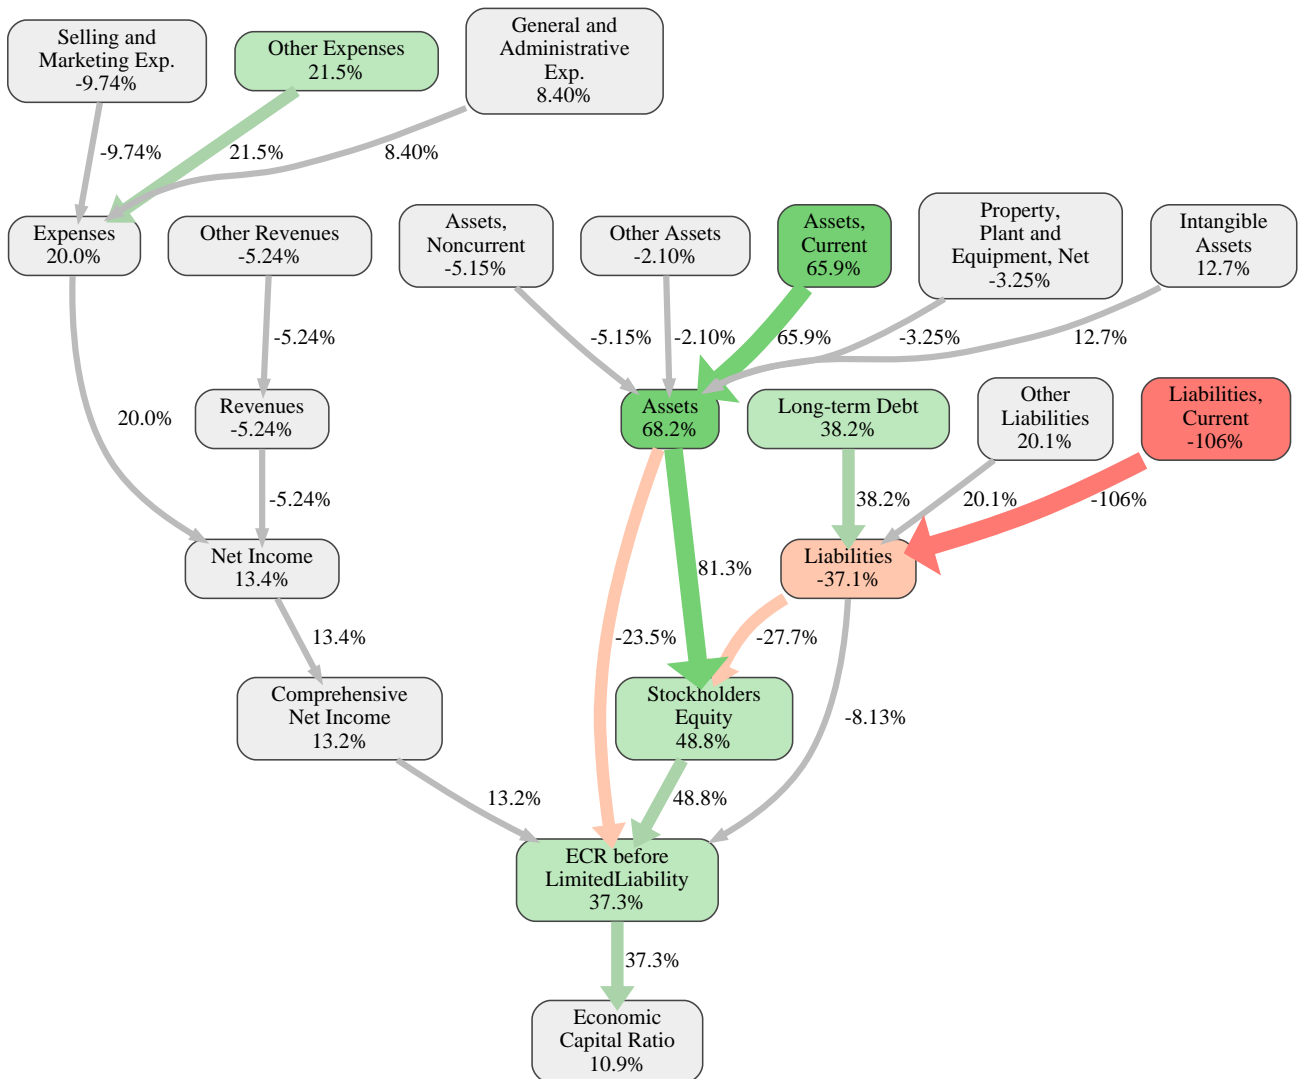 Selling and
Marketing Exp.
-9.74%
Other Expenses
21.5%
General and
Administrative
Exp.
8.40%
-9.74%
21.5%
8.40%
Expenses
20.0%
Other Revenues
-5.24%
Assets,
Noncurrent
-5.15%
Other Assets
-2.10%
Assets,
Current
65.9%
Property,
Plant and
Equipment, Net
-3.25%
Intangible
Assets
12.7%
-5.24%
-5.15%
-2.10%
65.9%
-3.25%
12.7%
20.0%
Revenues
-5.24%
Assets
68.2%
Long-term Debt
38.2%
Other
Liabilities
20.1%
Liabilities,
Current
-106%
-5.24%
38.2%
20.1%
-106%
Net Income
13.4%
81.3%
Liabilities
-37.1%
13.4%
-23.5%
-27.7%
Comprehensive
Net Income
13.2%
Stockholders
Equity
48.8%
-8.13%
13.2%
48.8%
ECR before
LimitedLiability
37.3%
37.3%
Economic
Capital Ratio
10.9%